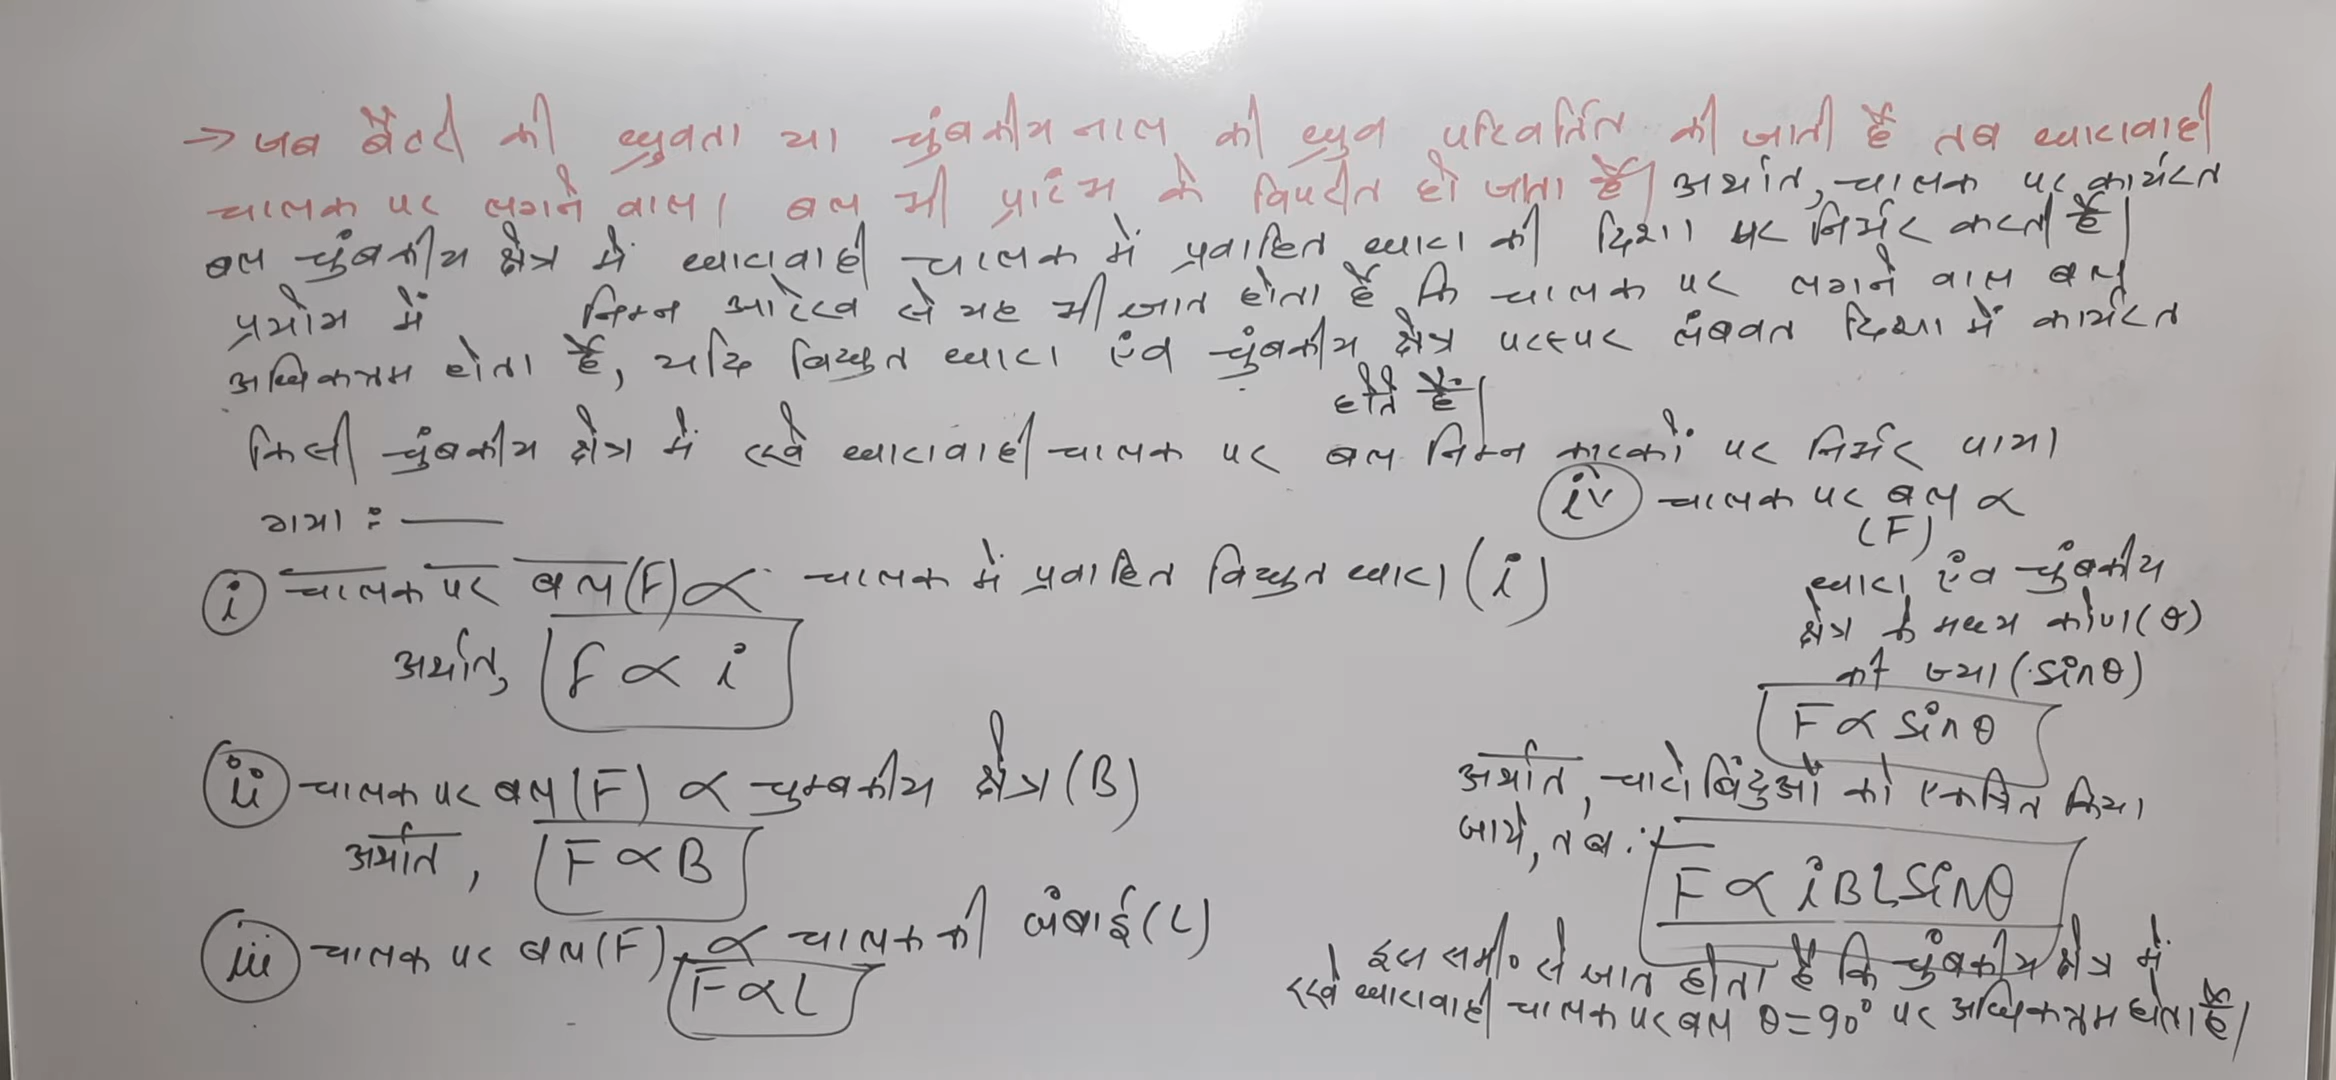 → जब बैटरी की ध्रुवता या चुंबकीय नाल की ध्रुव परिवर्तित की जाती है तब धारावाही
चालक पर लगने वाला बल भी प्रारंभ के विपरीत हो जाता है। अर्थात, चालक पर कार्यरत
बल चुंबकीय क्षेत्र में धारावाही चालक में प्रवाहित धारा की दिशा पर निर्भर करती है।
प्रयोग में निम्न आरेख से यह भी ज्ञात होता है कि चालक पर लगने वाल बल
अधिकतम होता है, यदि विद्युत धारा एंव चुंबकीय क्षेत्र परस्पर लंबवत दिशा में कार्यरत
होते हैं।
किसी चुंबकीय क्षेत्र में रखे धारावाही चालक पर बल निम्न कारकों पर निर्भर पाया
गया :—
(i) चालक पर बल (F) ∝ चालक में प्रवाहित विद्युत धारा (i)
अर्थात, F ∝ i
(ii) चालक पर बल (F) ∝ चुम्बकीय क्षेत्र (B)
अर्थात, F ∝ B
(iii) चालक पर बल (F) ∝ चालक की लंबाई (L)
F ∝ L
(iv) चालक पर बल ∝
(F)
धारा एंव चुंबकीय
क्षेत्र के मध्य कोण (θ)
की ज्या (sinθ)
F ∝ sinθ
अर्थात, चारो बिंदुओं को एकत्रित किया
जाये, तब :-
F ∝ iBLSinθ
इस समी० से ज्ञात होता है कि चुंबकीय क्षेत्र में
रखे धारावाही चालक पर बल θ=90° पर अधिकतम होता है।